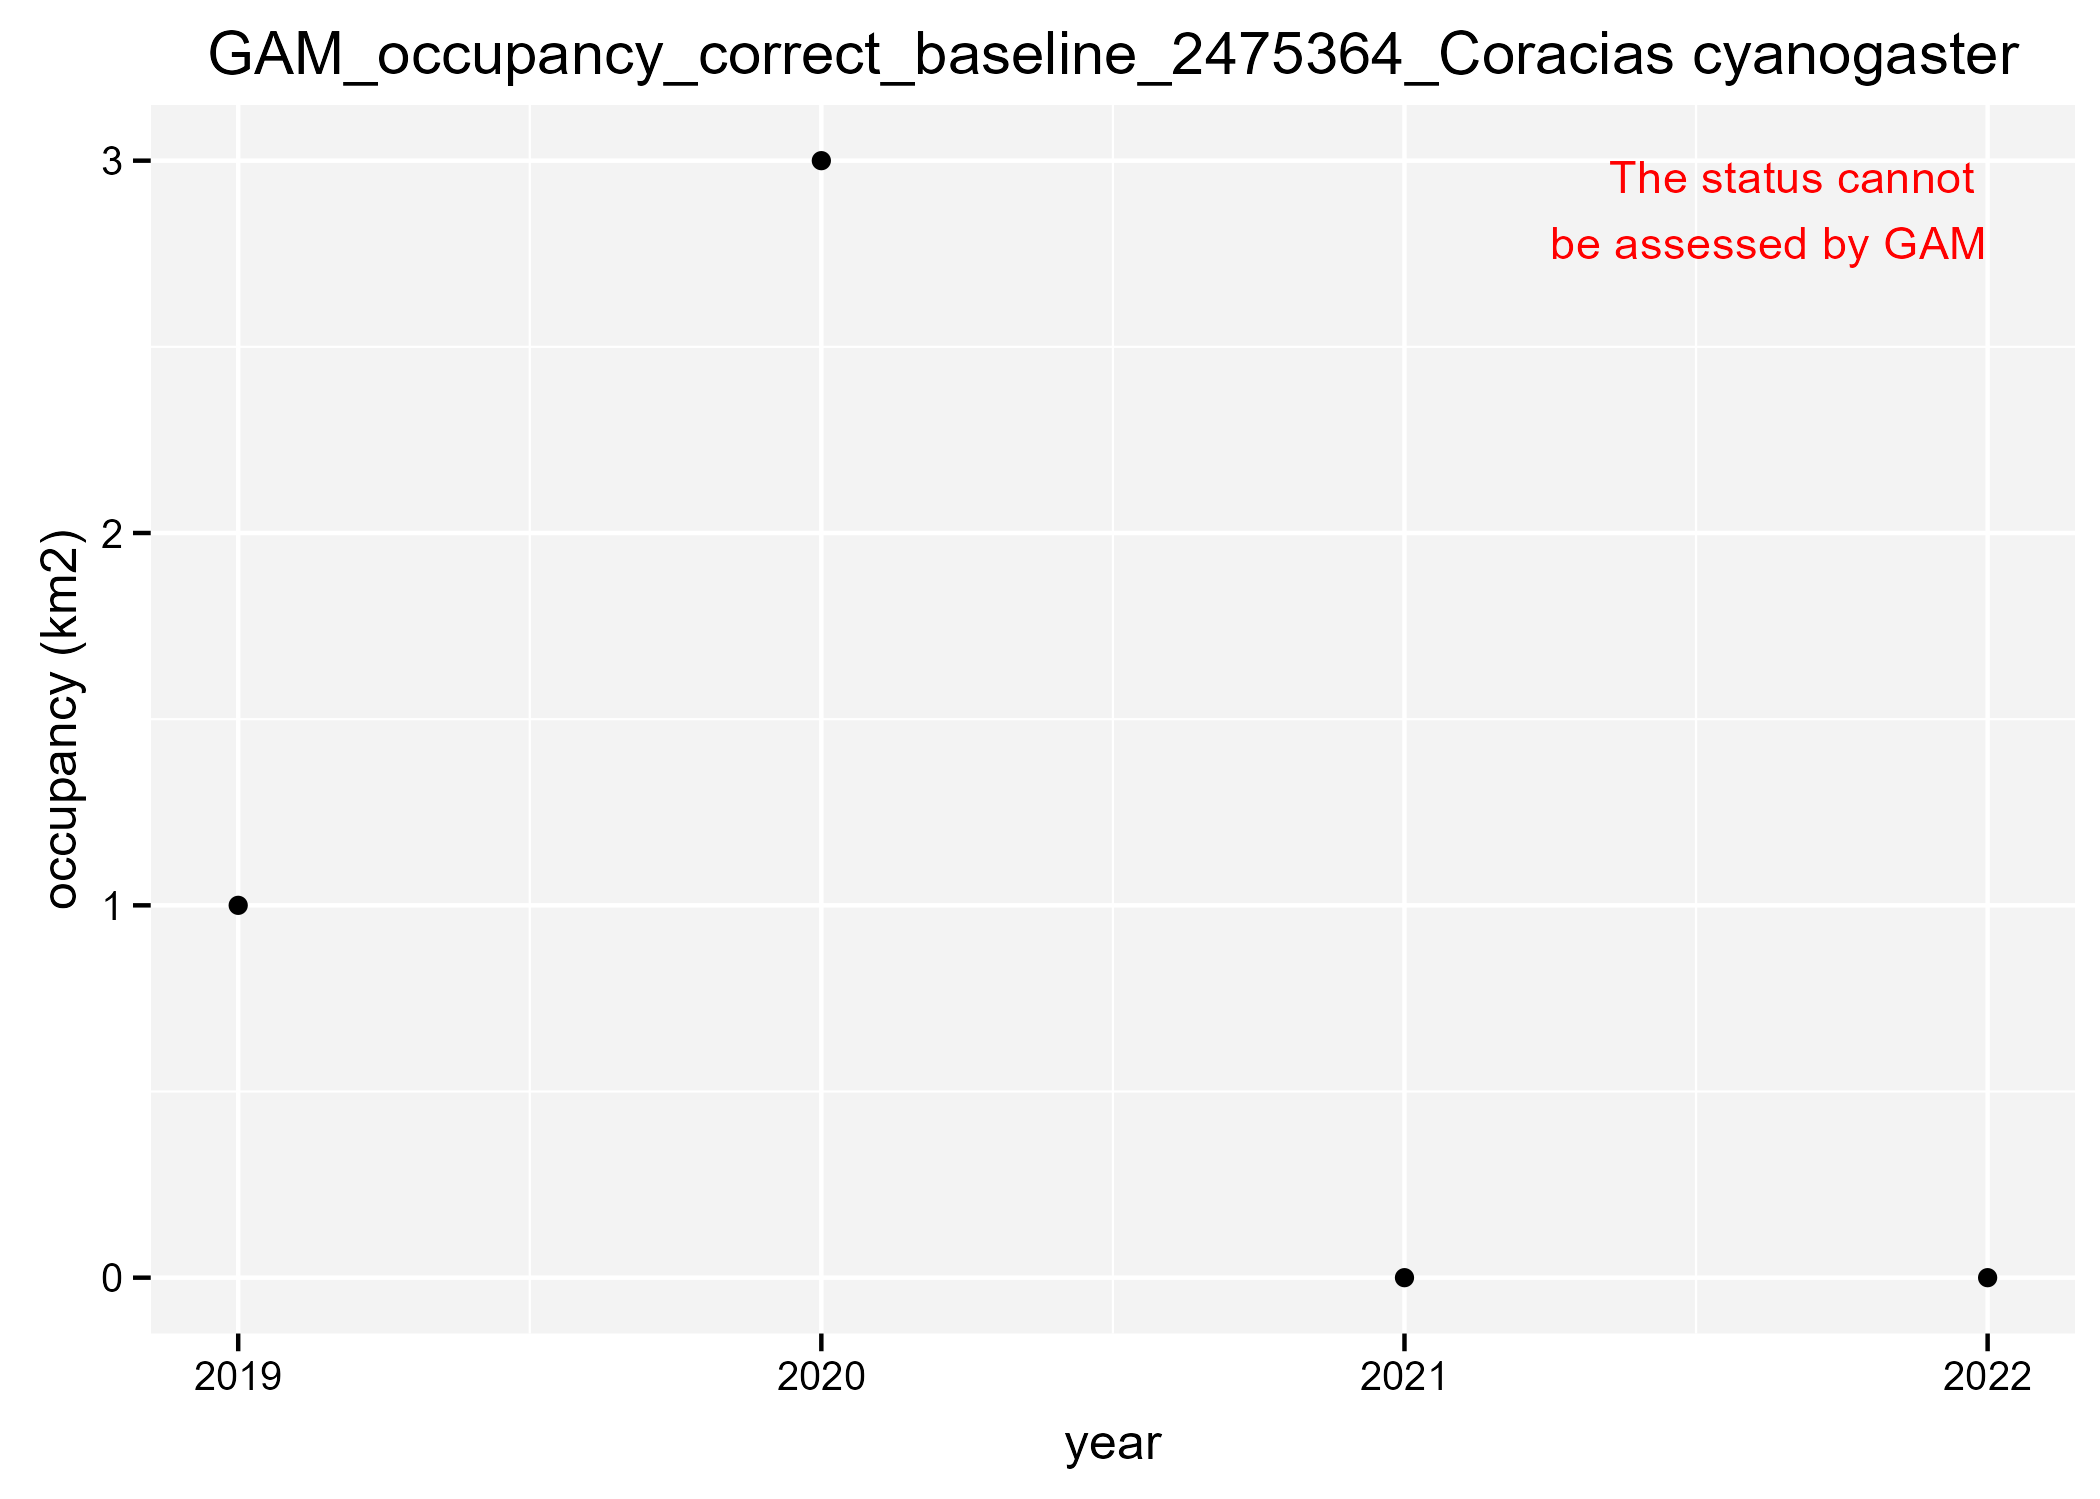 GAM_occupancy_correct_baseline_2475364_Coracias cyanogaster
The status cannot
be assessed by GAM
3
2
1
0
occupancy (km2)
2019 2020 2021 2022
year